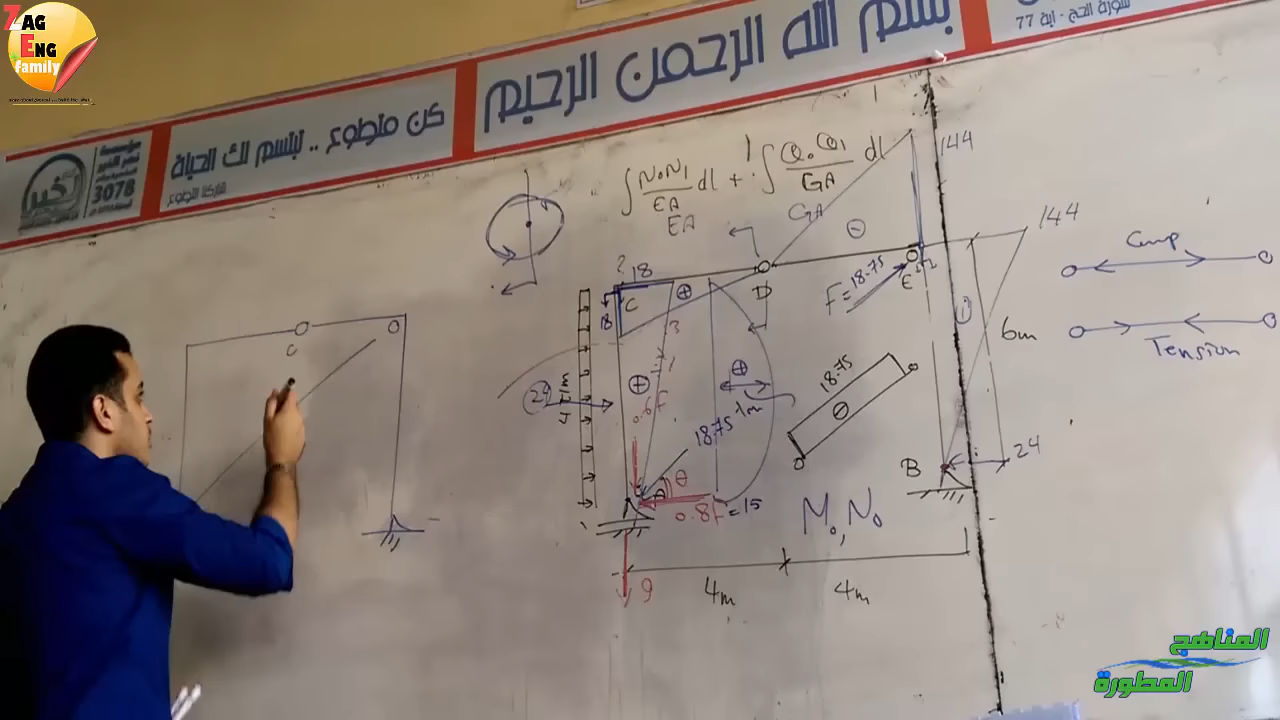 ZAG
ENG
family
سورة الحج - آية 77
بسم الله الرحمن الرحيم
كن متطوع .. تبتسم لك الحياة
شاركنا التطوع
3078
∫ N₀N₁/EA dl + ∫ Q₀Q₁/GA dl
EA
GA
144
144
Comp
Tension
6m
24
18
18
C
D
E
B
F=18.75
⊕
⊕
⊕
⊖
⊖
4 t/m
24
0.6F
18.75
18.75
θ
0.8F = 15
M₀, N₀
9
4m
4m
C
المناهج
المطورة